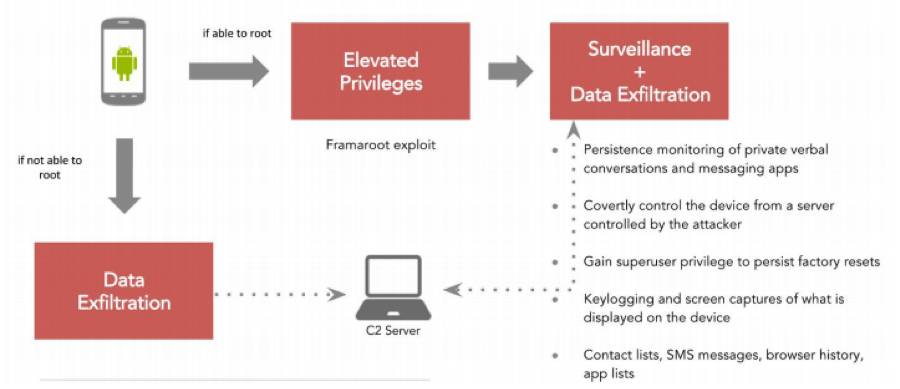 if able to root
Elevated
Privileges
Framaroot exploit
Surveillance
+
Data Exfiltration
if not able to
root
Data
Exfiltration
C2 Server
Persistence monitoring of private verbal
conversations and messaging apps
Covertly control the device from a server
controlled by the attacker
Gain superuser privilege to persist factory resets
Keylogging and screen captures of what is
displayed on the device
Contact lists, SMS messages, browser history,
app lists